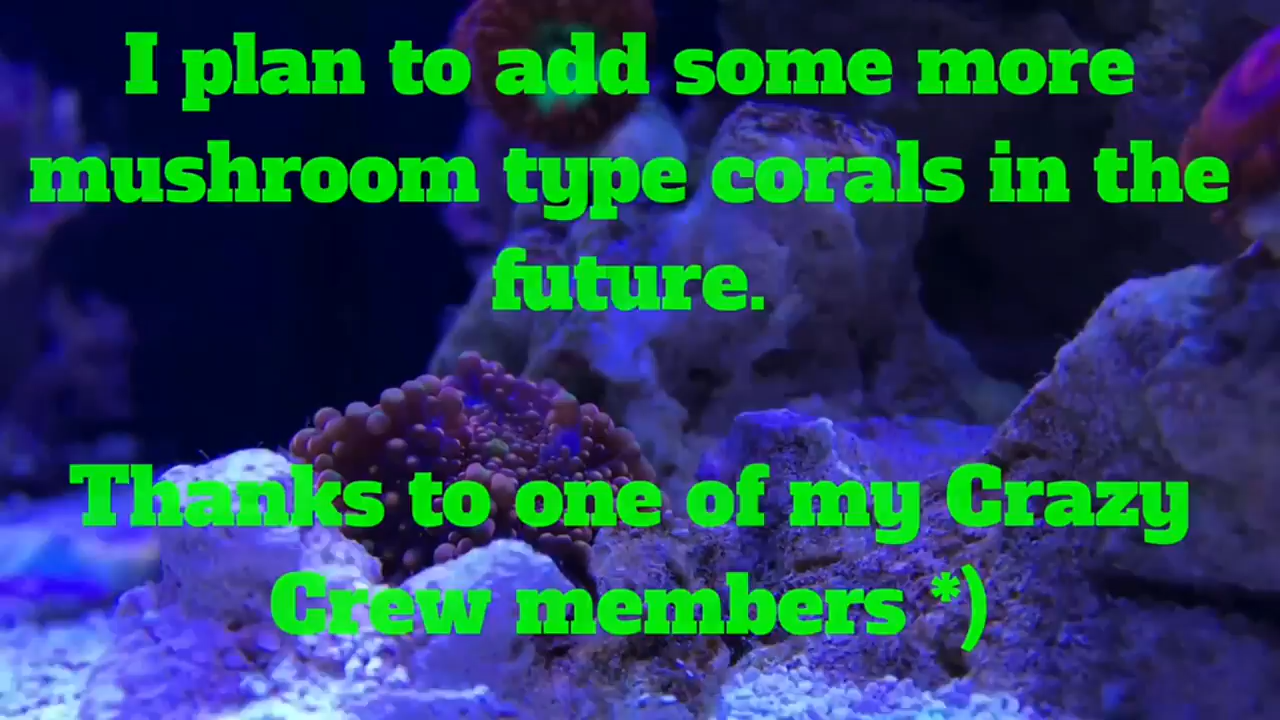 I plan to add some more
mushroom type corals in the
future.
Thanks to one of my Crazy
Crew members *)